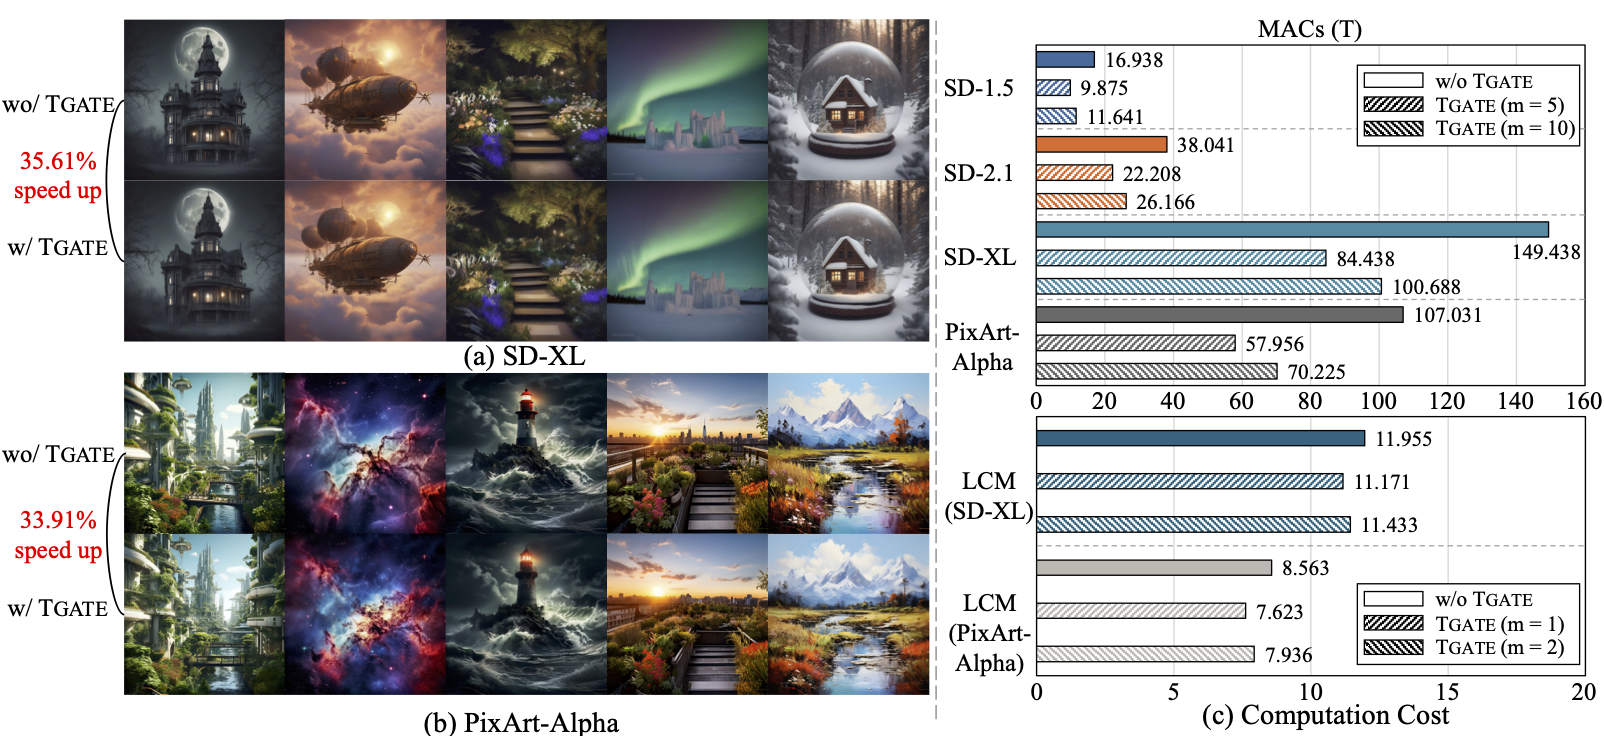 wo/ TGATE
35.61%
speed up
w/ TGATE
(a) SD-XL
wo/ TGATE
33.91%
speed up
w/ TGATE
(b) PixArt-Alpha
MACs (T)
SD-1.5
16.938
9.875
11.641
w/o TGATE
TGATE (m = 5)
TGATE (m = 10)
SD-2.1
38.041
22.208
26.166
SD-XL
149.438
84.438
100.688
PixArt-
Alpha
107.031
57.956
70.225
0 20 40 60 80 100 120 140 160
LCM
(SD-XL)
11.955
11.171
11.433
LCM
(PixArt-
Alpha)
8.563
7.623
7.936
w/o TGATE
TGATE (m = 1)
TGATE (m = 2)
0 5 10 15 20
(c) Computation Cost